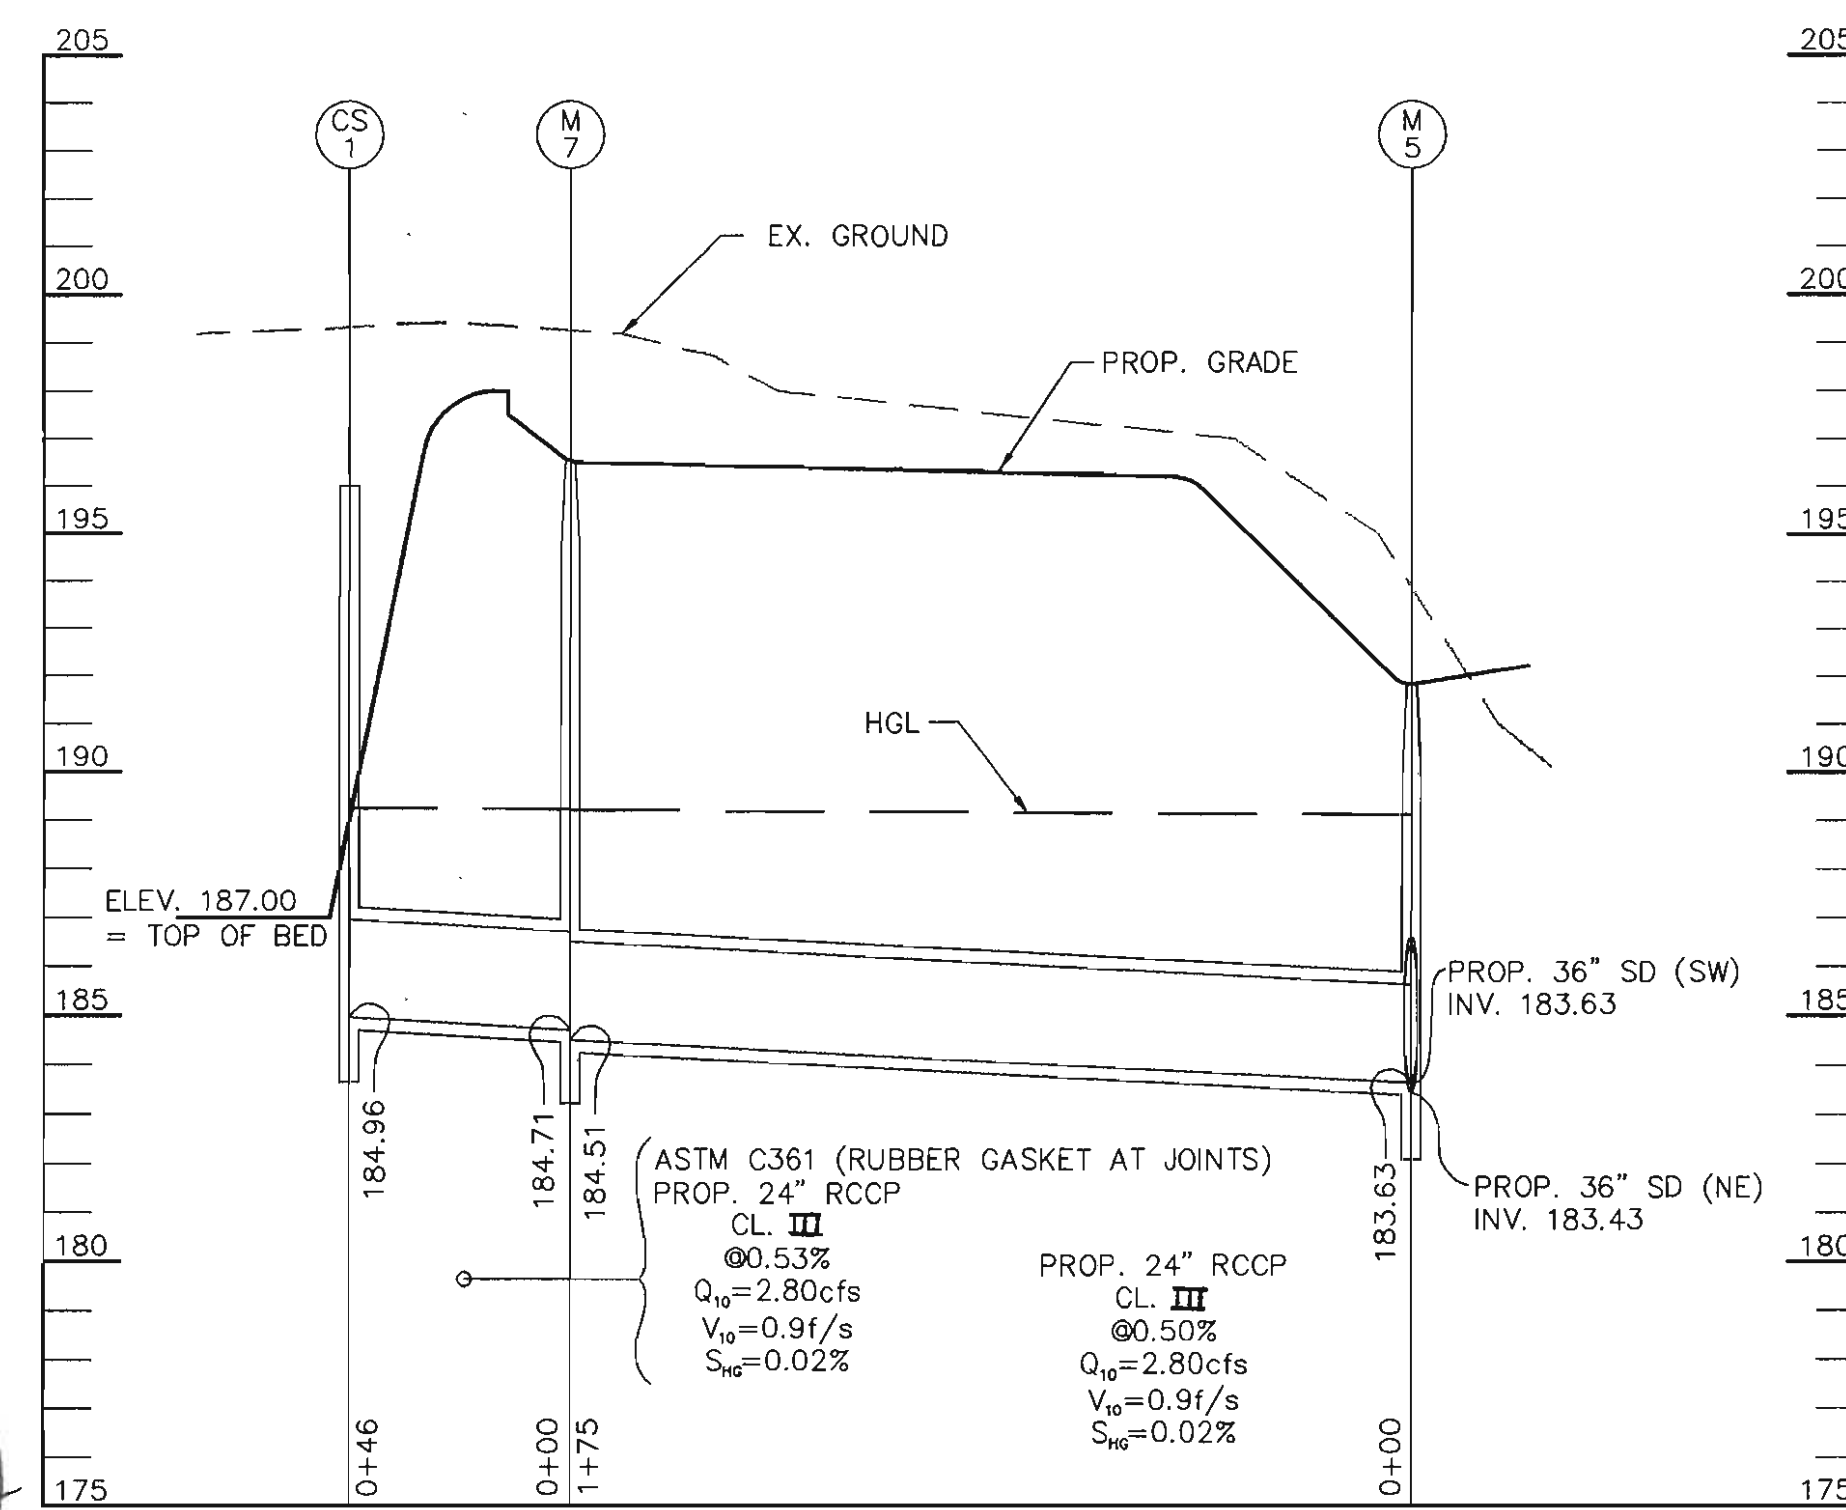 205
205
CS
1
M
7
M
5
EX. GROUND
200
200
PROP. GRADE
195
195
HGL
190
190
ELEV. 187.00
= TOP OF BED
PROP. 36" SD (SW)
INV. 183.63
185
185
184.96
184.71
184.51
183.63
ASTM C361 (RUBBER GASKET AT JOINTS)
PROP. 24" RCCP
CL. III
@0.53%
Q10=2.80cfs
V10=0.9f/s
SHG=0.02%
PROP. 36" SD (NE)
INV. 183.43
180
180
PROP. 24" RCCP
CL. III
@0.50%
Q10=2.80cfs
V10=0.9f/s
SHG=0.02%
0+46
0+00
1+75
0+00
175
175